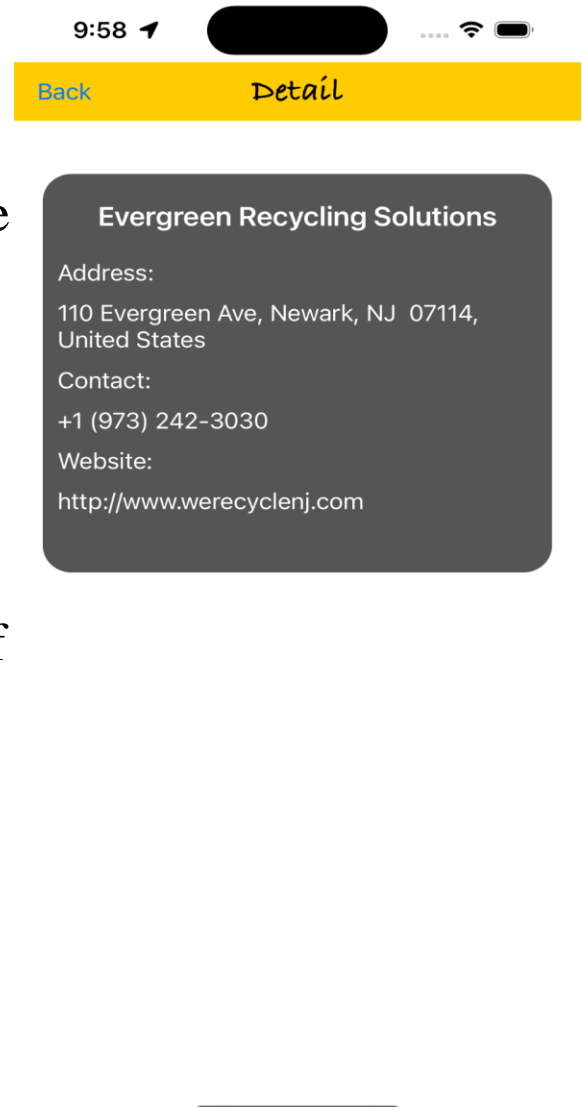 9:58
Back
Detail
e
Evergreen Recycling Solutions
Address:
110 Evergreen Ave, Newark, NJ  07114,
United States
Contact:
+1 (973) 242-3030
Website:
http://www.werecyclenj.com
f